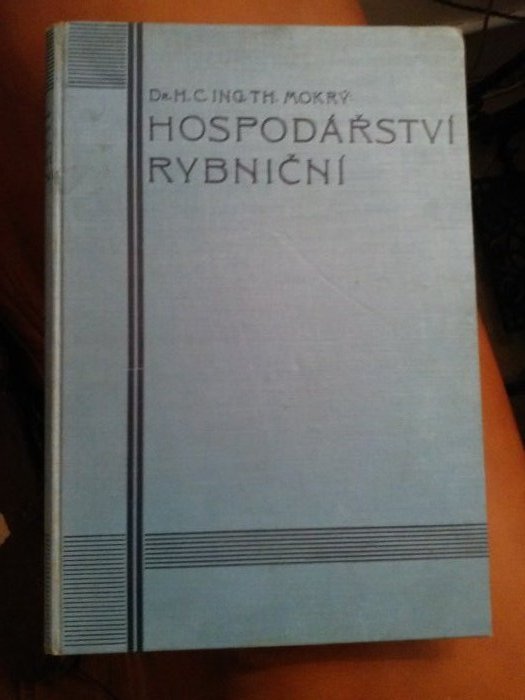 DR. H. C. ING. TH. MOKRÝ
HOSPODÁŘSTVÍ
RYBNIČNÍ